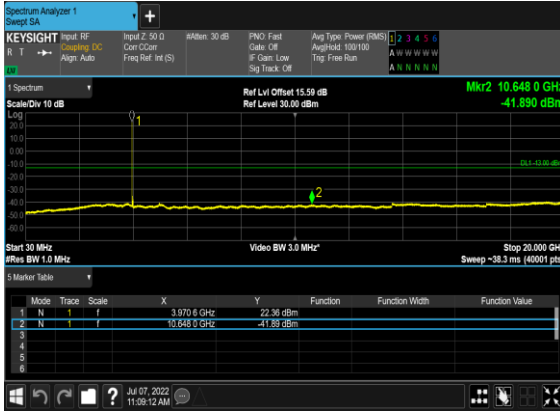 Spectrum Analyzer 1
Swept SA
+
KEYSIGHT Input: RF Input Z: 50 Ω #Atten: 30 dB PNO: Fast Avg Type: Power (RMS) 1 2 3 4 5 6
R T Coupling: DC Corr CCorr Gate: Off Avg|Hold: 100/100 A W W W W W
Align: Auto Freq Ref: Int (S) IF Gain: Low Trig: Free Run
Sig Track: Off A N N N N N
1 Spectrum
Ref Lvl Offset 15.59 dB Mkr2 10.648 0 GHz
Scale/Div 10 dB Ref Level 30.00 dBm -41.890 dBm
Log
20.0
10.0
0.00
-10.0
-20.0
-30.0
-40.0
-50.0
-60.0
1
DL1 -13.00 dBm
2
Start 30 MHz Video BW 3.0 MHz* Stop 20.000 GH
#Res BW 1.0 MHz Sweep ~38.3 ms (40001 pts
5 Marker Table
Mode Trace Scale X Y Function Function Width Function Value
1 N 1 f 3.970 6 GHz 22.36 dBm
2 N 1 f 10.648 0 GHz -41.89 dBm
3
4
5
6
? Jul 07, 2022
11:09:12 AM